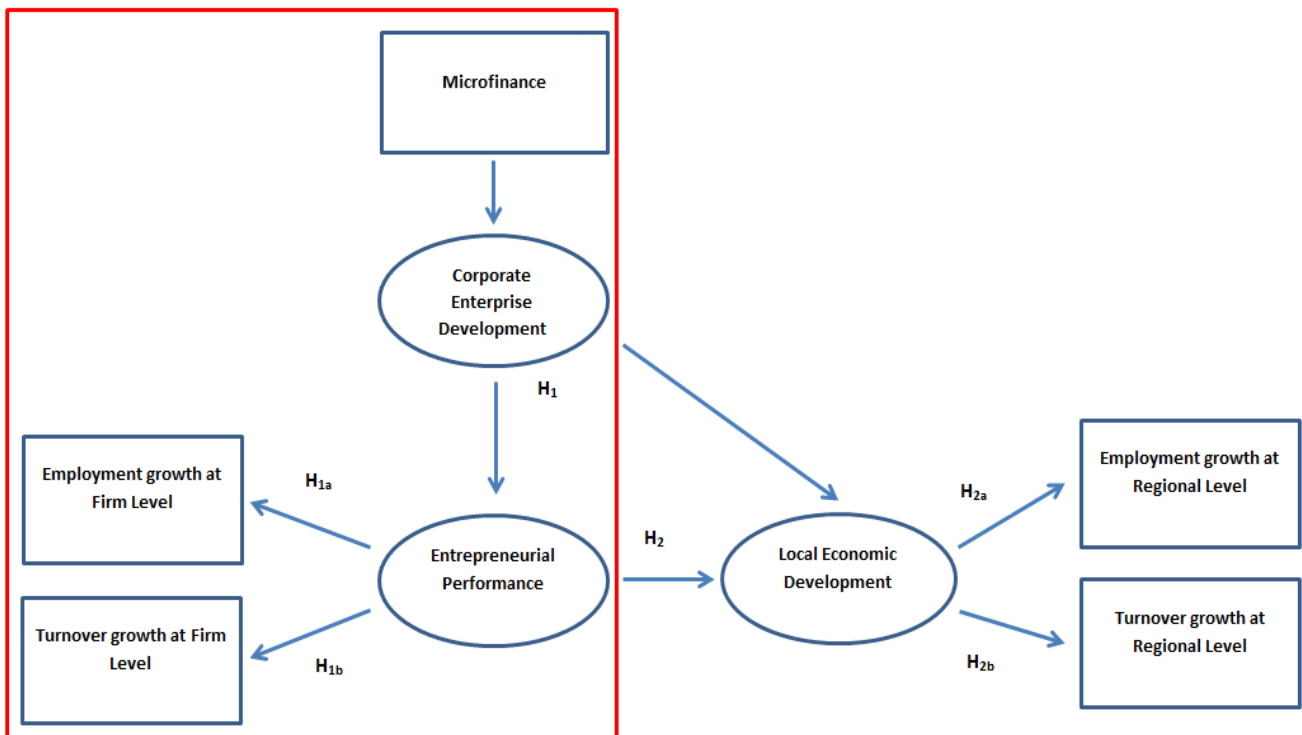 Microfinance
Corporate
Enterprise
Development
H1
Employment growth at
Firm Level
H1a
Entrepreneurial
Performance
Turnover growth at Firm
Level
H1b
H2
Local Economic
Development
H2a
Employment growth at
Regional Level
H2b
Turnover growth at
Regional Level